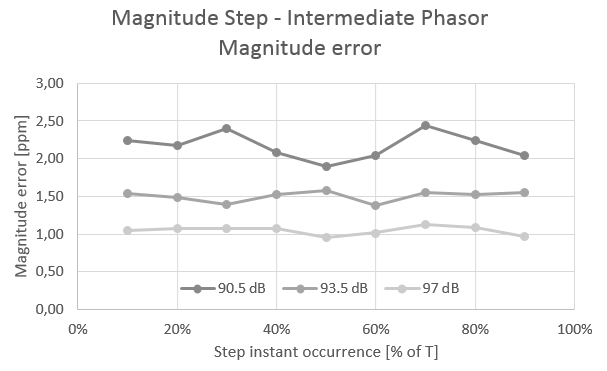 Magnitude Step - Intermediate Phasor
Magnitude error
3,00
2,50
2,00
1,50
1,00
0,50
0,00
Magnitude error [ppm]
90.5 dB 93.5 dB 97 dB
0% 20% 40% 60% 80% 100%
Step instant occurrence [% of T]